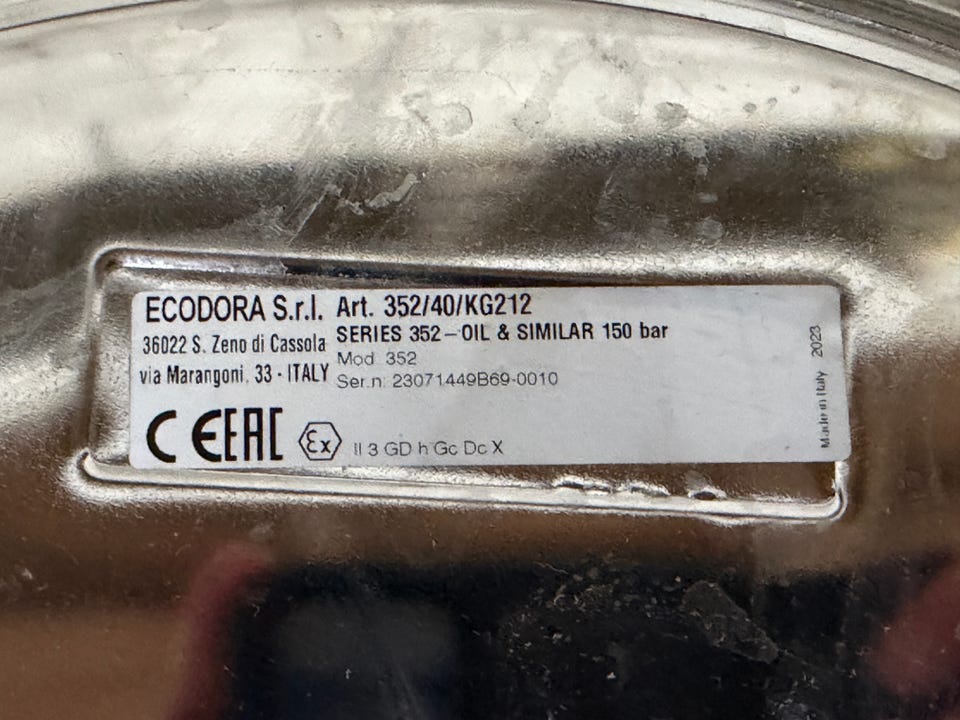 ECODORA S.r.l.
36022 S. Zeno di Cassola
via Marangoni, 33 - ITALY
Art. 352/40/KG212
SERIES 352-OIL & SIMILAR 150 bar
Mod 352
Ser.n: 23071449B69-0010
CE EAC Ex II 3 GD h Gc Dc X
Made in Italy 2023